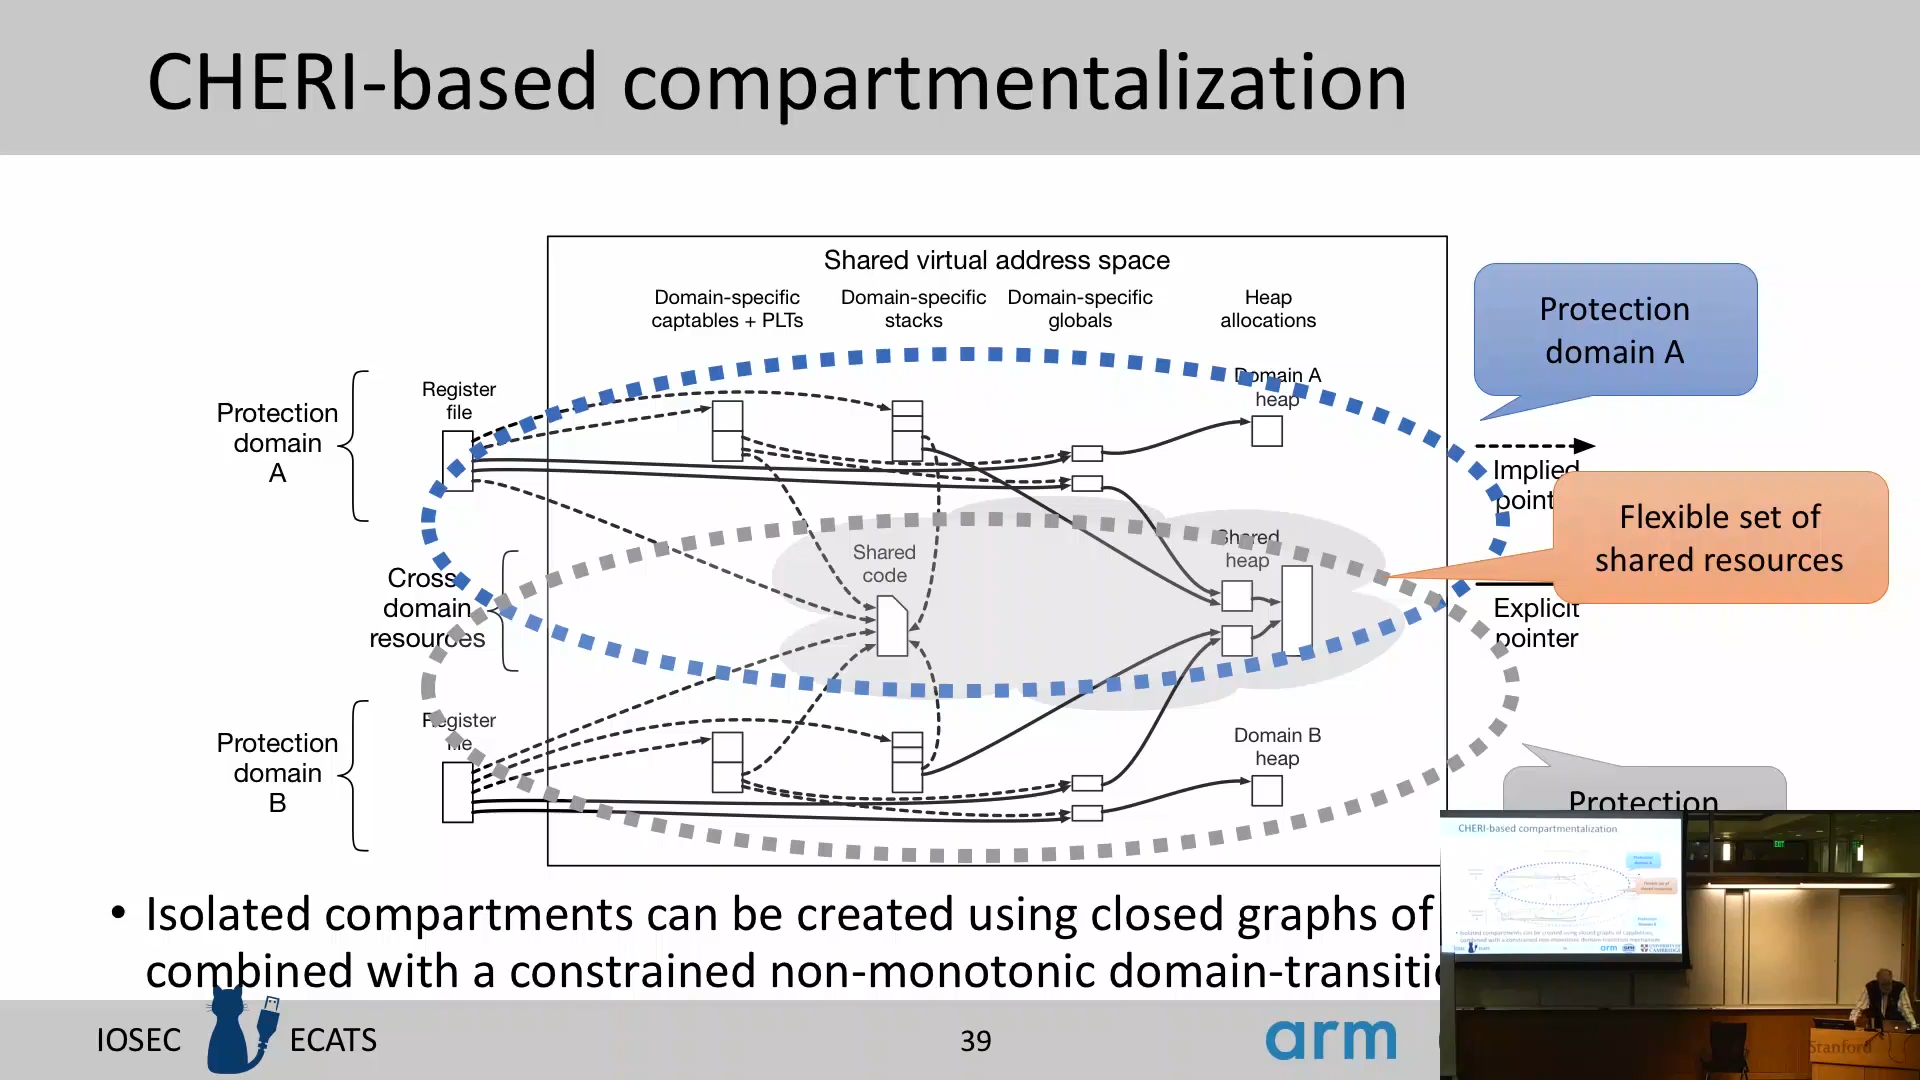 CHERI-based compartmentalization
Shared virtual address space
Domain-specific
captables + PLTs
Domain-specific
stacks
Domain-specific
globals
Heap
allocations
Protection
domain A
Protection
domain
A
Register
file
Domain A
heap
Implied
Flexible set of
shared resources
Cross
domain
resources
Shared
code
Shared
heap
Explicit
pointer
Protection
domain
B
Register
file
Domain B
heap
Protection
• Isolated compartments can be created using closed graphs of
combined with a constrained non-monotonic domain-transiti
IOSEC
ECATS
39
arm
CHERI-based compartmentalization
arm
Stanford